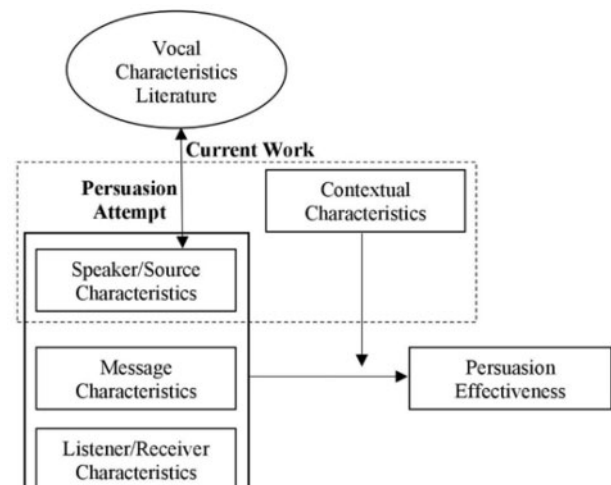 Vocal
Characteristics
Literature
Current Work
Persuasion
Attempt
Contextual
Characteristics
Speaker/Source
Characteristics
Message
Characteristics
Persuasion
Effectiveness
Listener/Receiver
Characteristics